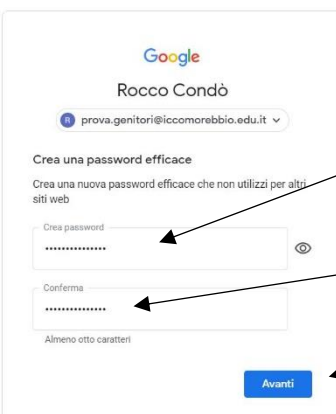 Google
Rocco Condò
R prova.genitori@iccomorebbio.edu.it
Crea una password efficace
Crea una nuova password efficace che non utilizzi per altri
siti web
Crea password
•••••••••••••••
Conferma
•••••••••••••••
Almeno otto caratteri
Avanti